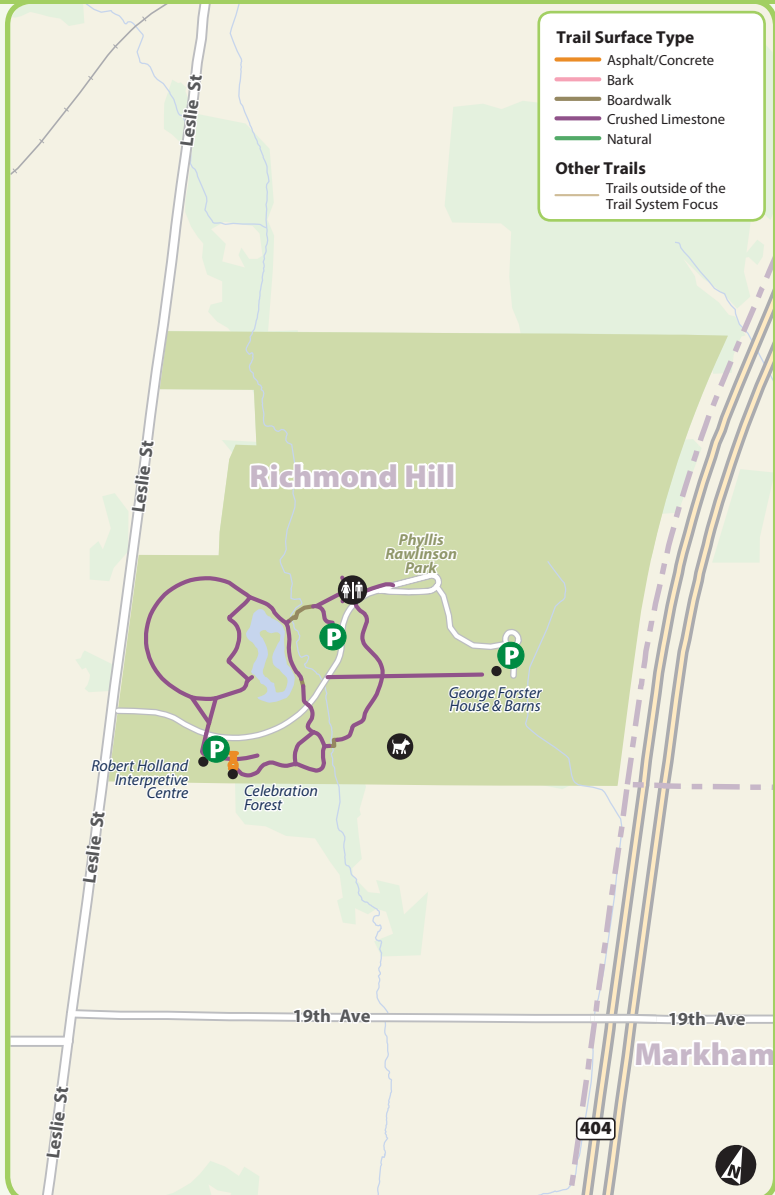 Trail Surface Type
Asphalt/Concrete
Bark
Boardwalk
Crushed Limestone
Natural
Other Trails
Trails outside of the
Trail System Focus
Leslie St
Leslie St
Richmond Hill
Phyllis
Rawlinson
Park
P
P
George Forster
House & Barns
P
Robert Holland
Interpretive
Centre
Celebration
Forest
Leslie St
19th Ave
19th Ave
Markham
Leslie St
404
N